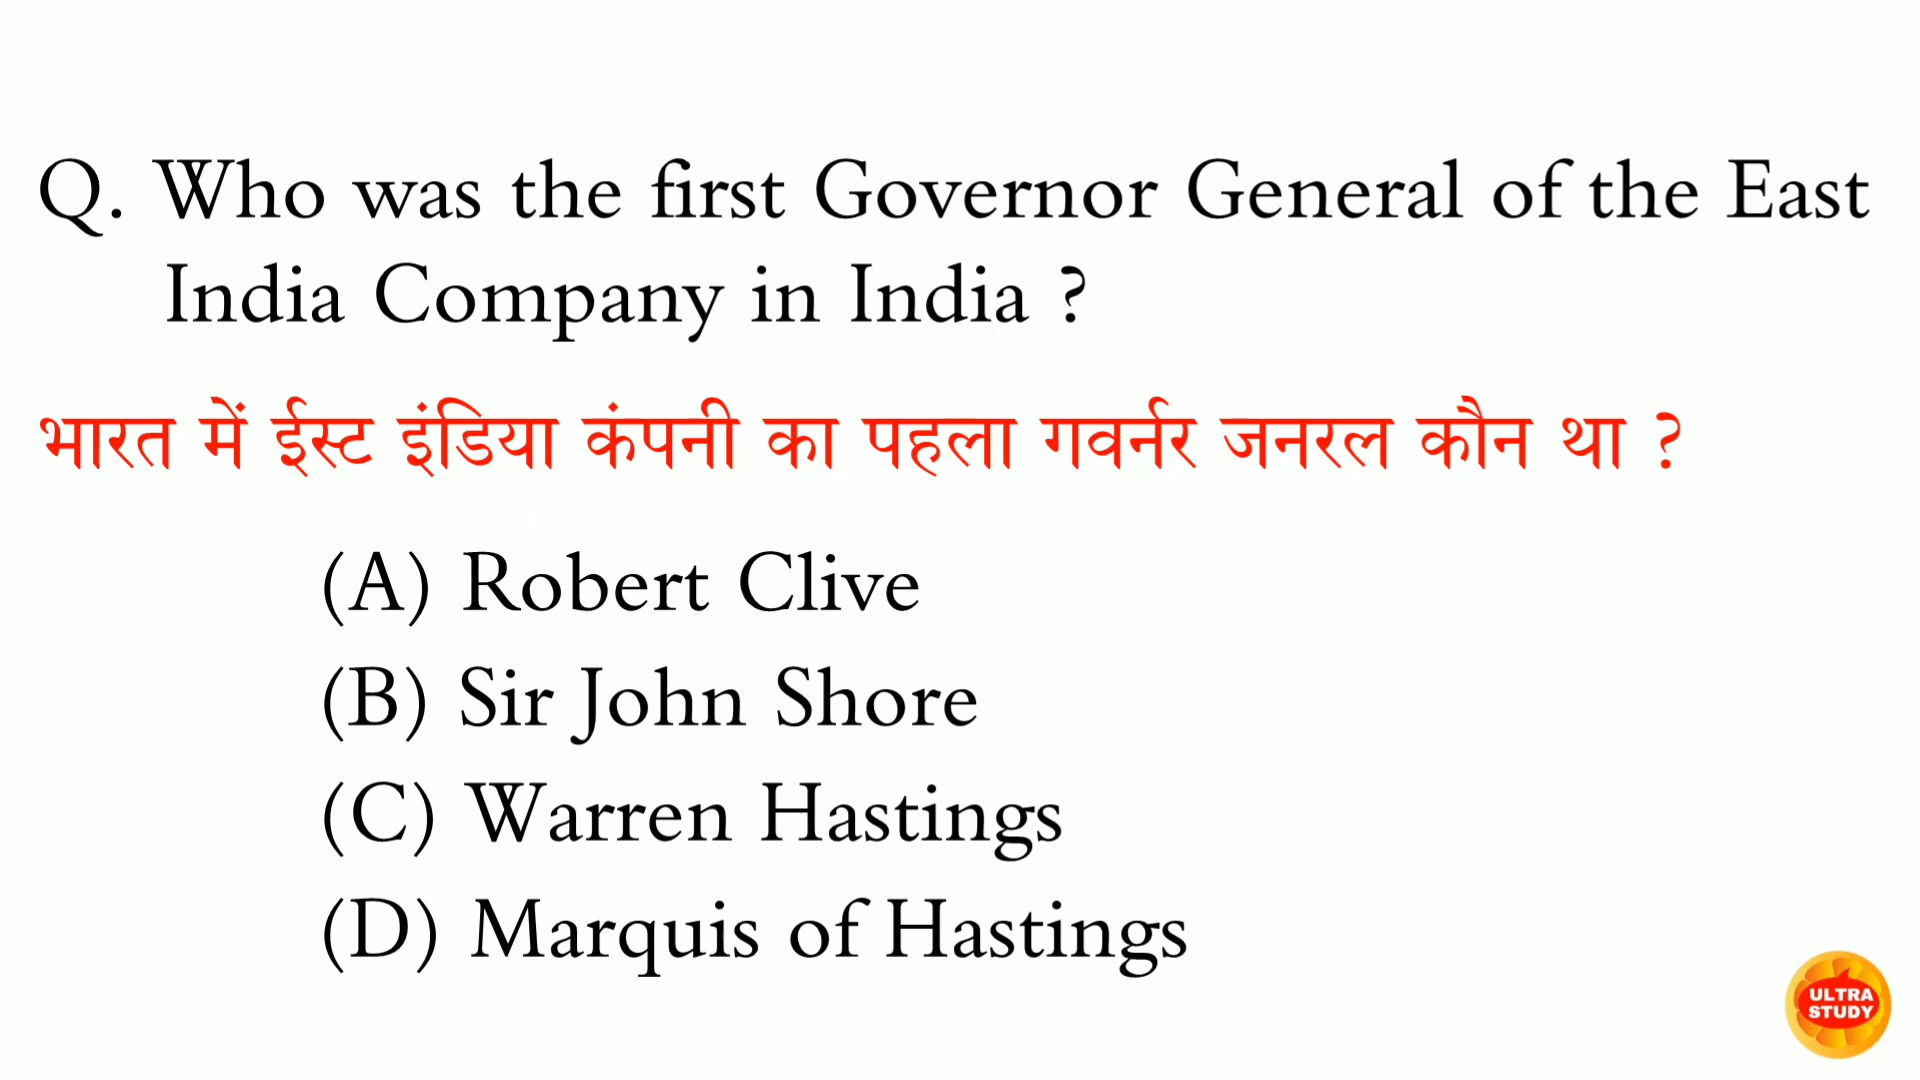 Q. Who was the first Governor General of the East
India Company in India ?
भारत में ईस्ट इंडिया कंपनी का पहला गवर्नर जनरल कौन था ?
(A) Robert Clive
(B) Sir John Shore
(C) Warren Hastings
(D) Marquis of Hastings
ULTRA
STUDY